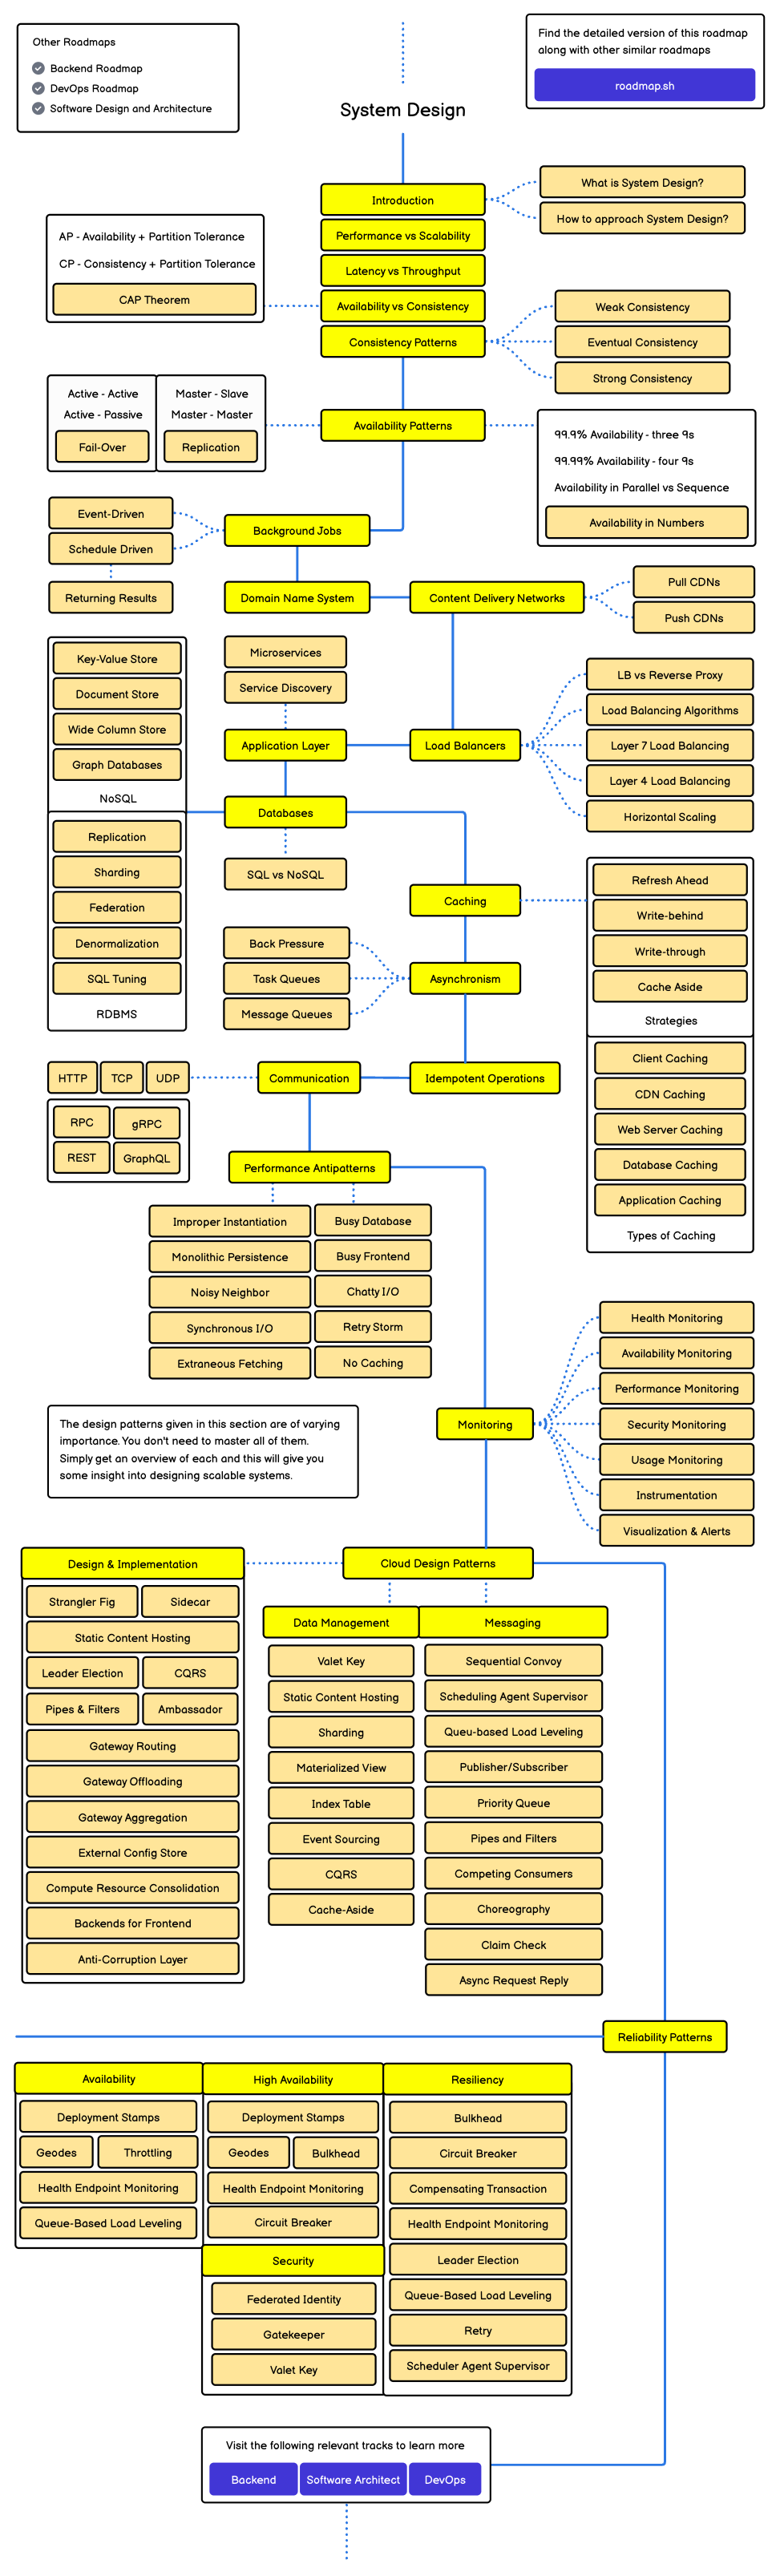 Other Roadmaps
Backend Roadmap
DevOps Roadmap
Software Design and Architecture
Find the detailed version of this roadmap
along with other similar roadmaps
roadmap.sh
System Design
Introduction
What is System Design?
How to approach System Design?
Performance vs Scalability
Latency vs Throughput
AP - Availability + Partition Tolerance
CP - Consistency + Partition Tolerance
CAP Theorem
Availability vs Consistency
Consistency Patterns
Weak Consistency
Eventual Consistency
Strong Consistency
Active - Active
Active - Passive
Fail-Over
Master - Slave
Master - Master
Replication
Availability Patterns
99.9% Availability - three 9s
99.99% Availability - four 9s
Availability in Parallel vs Sequence
Availability in Numbers
Event-Driven
Schedule Driven
Returning Results
Background Jobs
Domain Name System
Content Delivery Networks
Pull CDNs
Push CDNs
Key-Value Store
Document Store
Wide Column Store
Graph Databases
NoSQL
Replication
Sharding
Federation
Denormalization
SQL Tuning
RDBMS
Microservices
Service Discovery
Application Layer
Load Balancers
LB vs Reverse Proxy
Load Balancing Algorithms
Layer 7 Load Balancing
Layer 4 Load Balancing
Horizontal Scaling
Databases
SQL vs NoSQL
Caching
Refresh Ahead
Write-behind
Write-through
Cache Aside
Strategies
Client Caching
CDN Caching
Web Server Caching
Database Caching
Application Caching
Types of Caching
Back Pressure
Task Queues
Message Queues
Asynchronism
HTTP
TCP
UDP
Communication
Idempotent Operations
RPC
gRPC
REST
GraphQL
Performance Antipatterns
Improper Instantiation
Busy Database
Monolithic Persistence
Busy Frontend
Noisy Neighbor
Chatty I/O
Synchronous I/O
Retry Storm
Extraneous Fetching
No Caching
Monitoring
Health Monitoring
Availability Monitoring
Performance Monitoring
Security Monitoring
Usage Monitoring
Instrumentation
Visualization & Alerts
The design patterns given in this section are of varying
importance. You don't need to master all of them.
Simply get an overview of each and this will give you
some insight into designing scalable systems.
Cloud Design Patterns
Design & Implementation
Strangler Fig
Sidecar
Static Content Hosting
Leader Election
CQRS
Pipes & Filters
Ambassador
Gateway Routing
Gateway Offloading
Gateway Aggregation
External Config Store
Compute Resource Consolidation
Backends for Frontend
Anti-Corruption Layer
Data Management
Valet Key
Static Content Hosting
Sharding
Materialized View
Index Table
Event Sourcing
CQRS
Cache-Aside
Messaging
Sequential Convoy
Scheduling Agent Supervisor
Queu-based Load Leveling
Publisher/Subscriber
Priority Queue
Pipes and Filters
Competing Consumers
Choreography
Claim Check
Async Request Reply
Reliability Patterns
Availability
Deployment Stamps
Geodes
Throttling
Health Endpoint Monitoring
Queue-Based Load Leveling
High Availability
Deployment Stamps
Geodes
Bulkhead
Health Endpoint Monitoring
Circuit Breaker
Security
Federated Identity
Gatekeeper
Valet Key
Resiliency
Bulkhead
Circuit Breaker
Compensating Transaction
Health Endpoint Monitoring
Leader Election
Queue-Based Load Leveling
Retry
Scheduler Agent Supervisor
Visit the following relevant tracks to learn more
Backend
Software Architect
DevOps